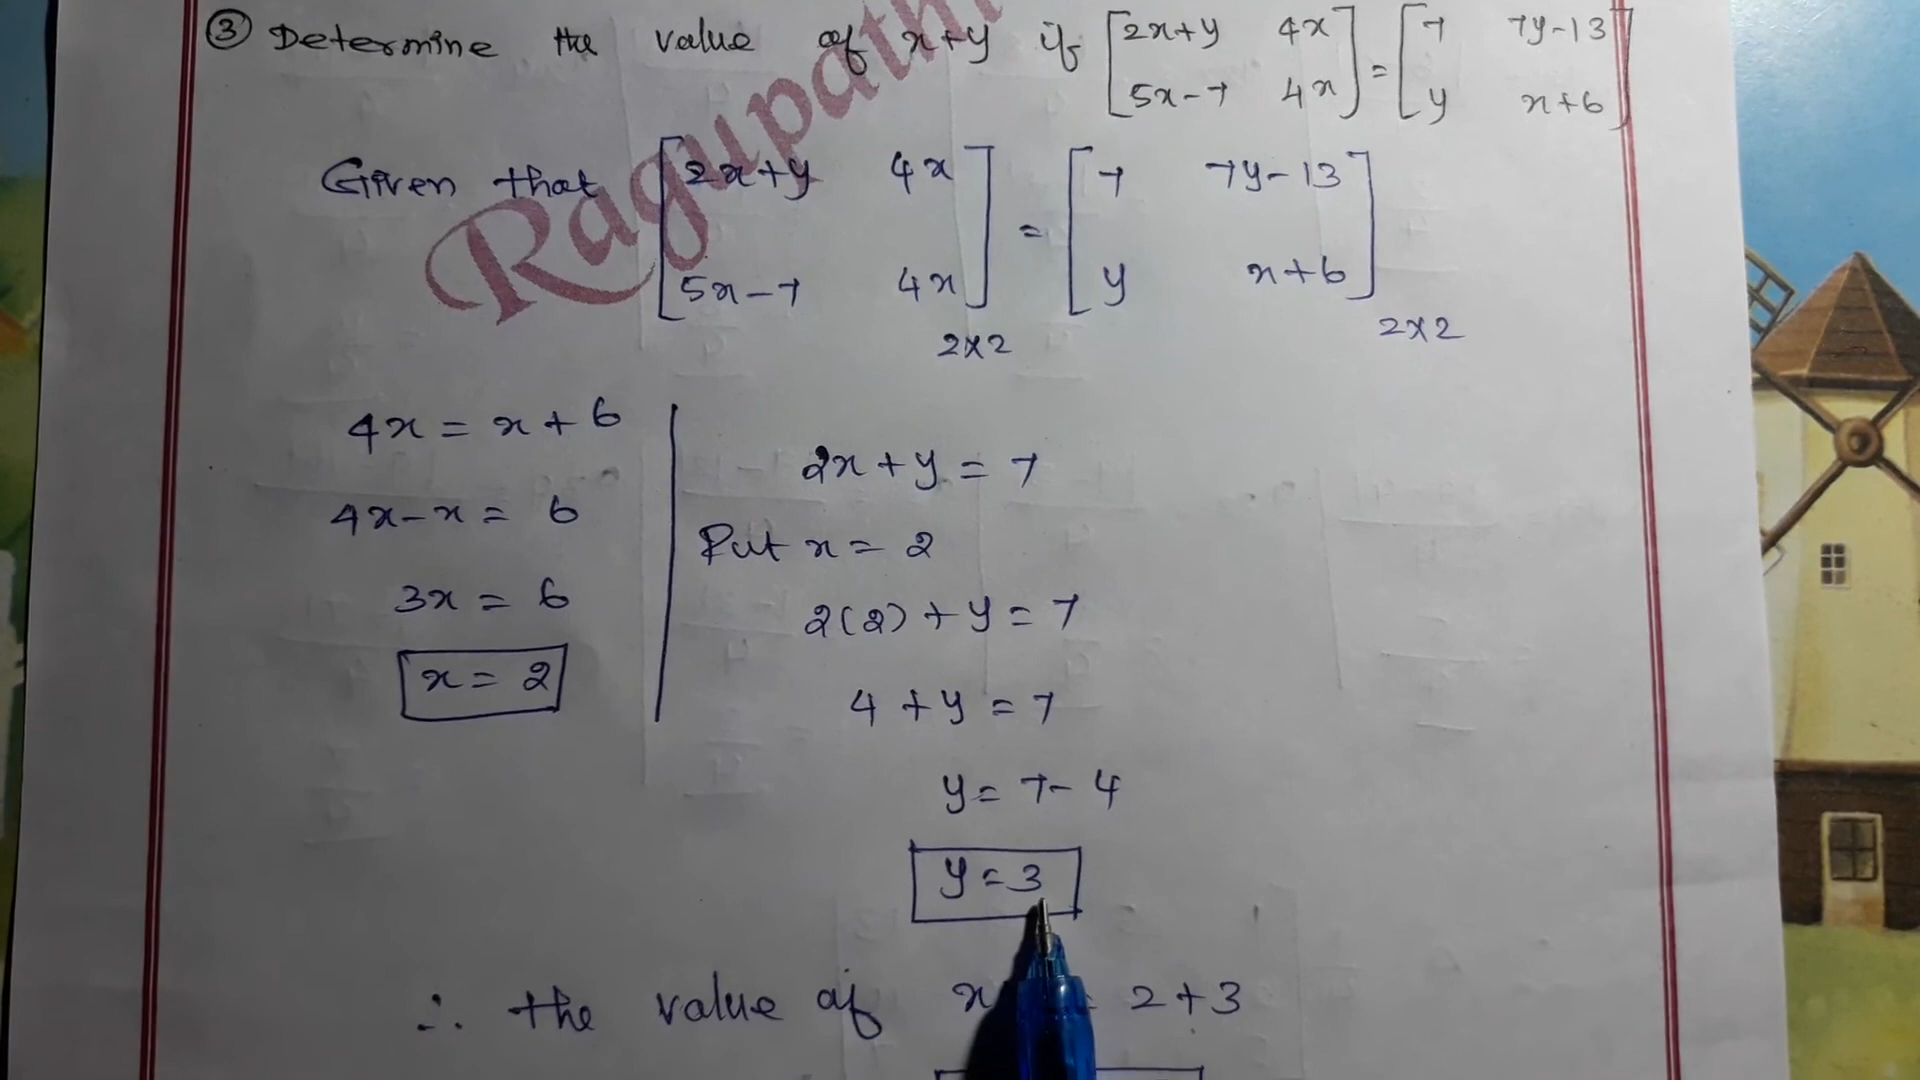 ③ Determine the value of x+y if [2x+y 4x = [7 7y-13
5x-7 4x] y x+6]
Ragupathi
Given that [2x+y 4x] = [7 7y-13]
5x-7 4x y x+6
2x2 2x2
4x = x+6
4x-x = 6
3x = 6
x = 2
2x+y = 7
Put x = 2
2(2)+y = 7
4+y = 7
y = 7-4
y = 3
∴ the value of x = 2+3